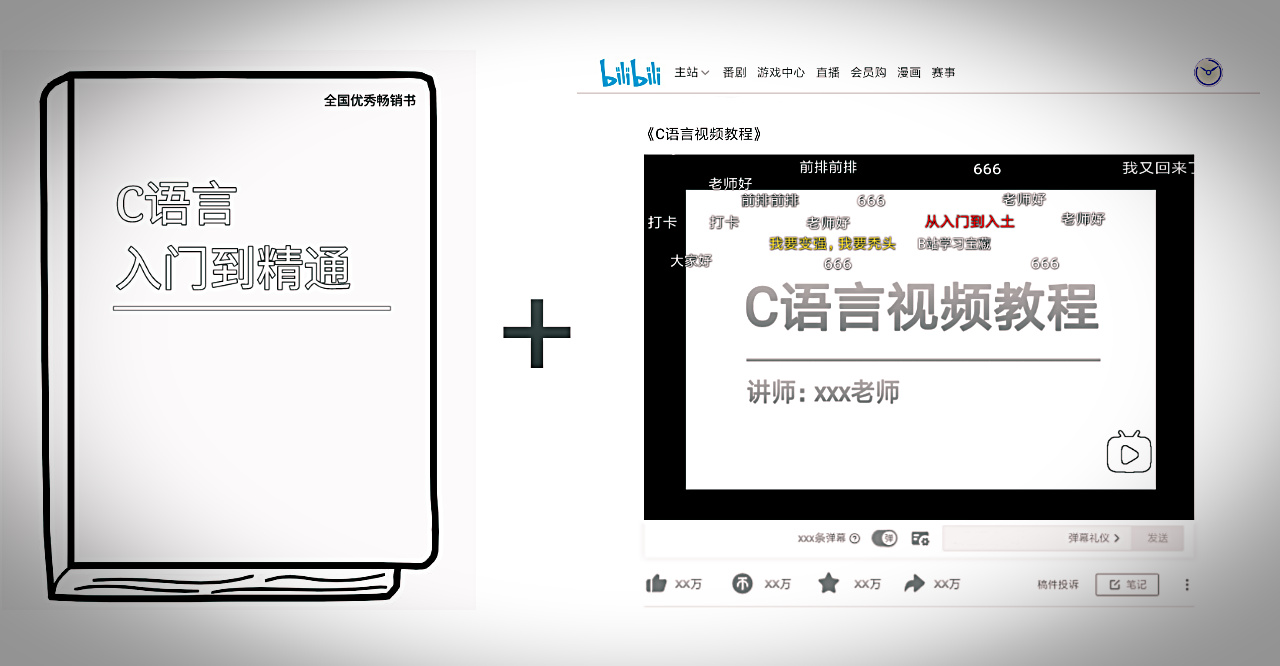 全国优秀畅销书
C语言
入门到精通
bilibili 主站 番剧 游戏中心 直播 会员购 漫画 赛事
《C语言视频教程》
前排前排 666 我又回来了
老师好
前排前排 666 老师好
打卡 打卡 老师好 从入门到入土 老师好
我要变强，我要秃头 B站学习宝藏
大家好 666 666
C语言视频教程
讲师：xxx老师
xxx条弹幕 弹 弹幕礼仪 发送
xx万 xx万 xx万 xx万 稿件投诉 笔记